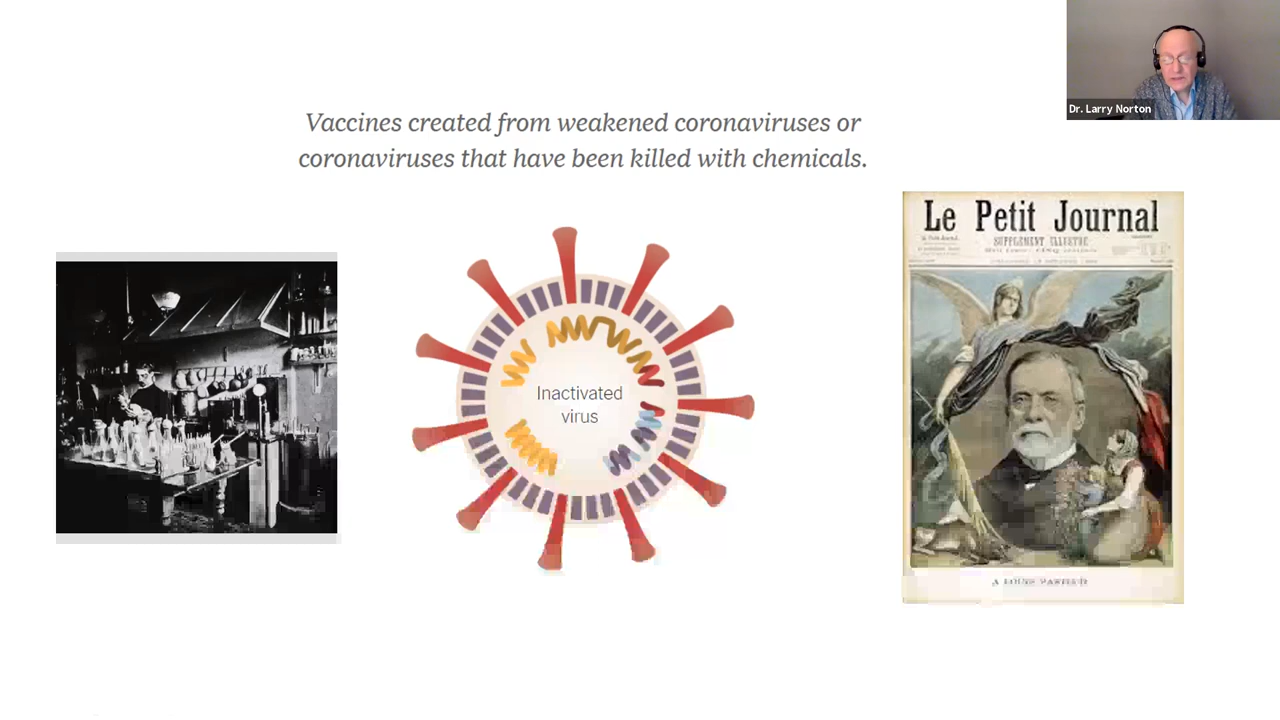 Dr. Larry Norton
Vaccines created from weakened coronaviruses or
coronaviruses that have been killed with chemicals.
Le Petit Journal
SUPPLÉMENT ILLUSTRÉ
Inactivated
virus
A LOUIS PASTEUR